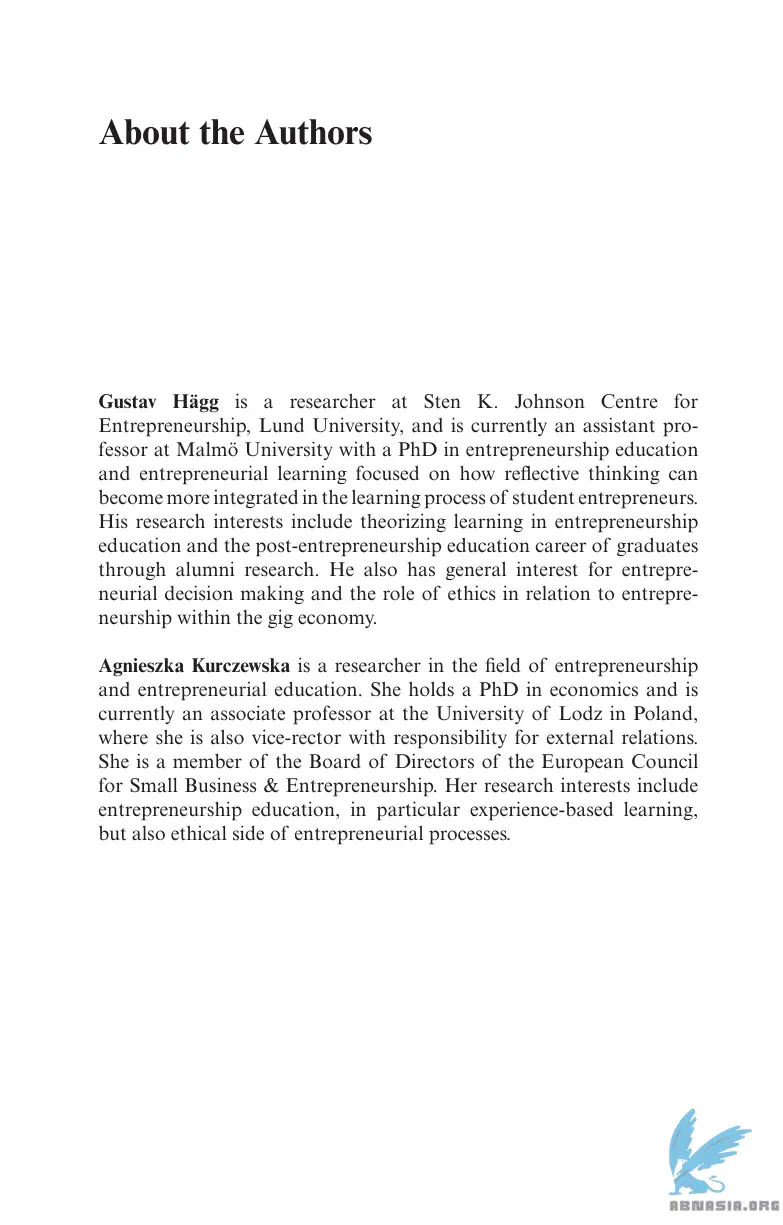 About the Authors
Gustav Hägg is a researcher at Sten K. Johnson Centre for
Entrepreneurship, Lund University, and is currently an assistant pro-
fessor at Malmö University with a PhD in entrepreneurship education
and entrepreneurial learning focused on how reflective thinking can
become more integrated in the learning process of student entrepreneurs.
His research interests include theorizing learning in entrepreneurship
education and the post-entrepreneurship education career of graduates
through alumni research. He also has general interest for entrepre-
neurial decision making and the role of ethics in relation to entrepre-
neurship within the gig economy.
Agnieszka Kurczewska is a researcher in the field of entrepreneurship
and entrepreneurial education. She holds a PhD in economics and is
currently an associate professor at the University of Lodz in Poland,
where she is also vice-rector with responsibility for external relations.
She is a member of the Board of Directors of the European Council
for Small Business & Entrepreneurship. Her research interests include
entrepreneurship education, in particular experience-based learning,
but also ethical side of entrepreneurial processes.
ABNASIA.ORG